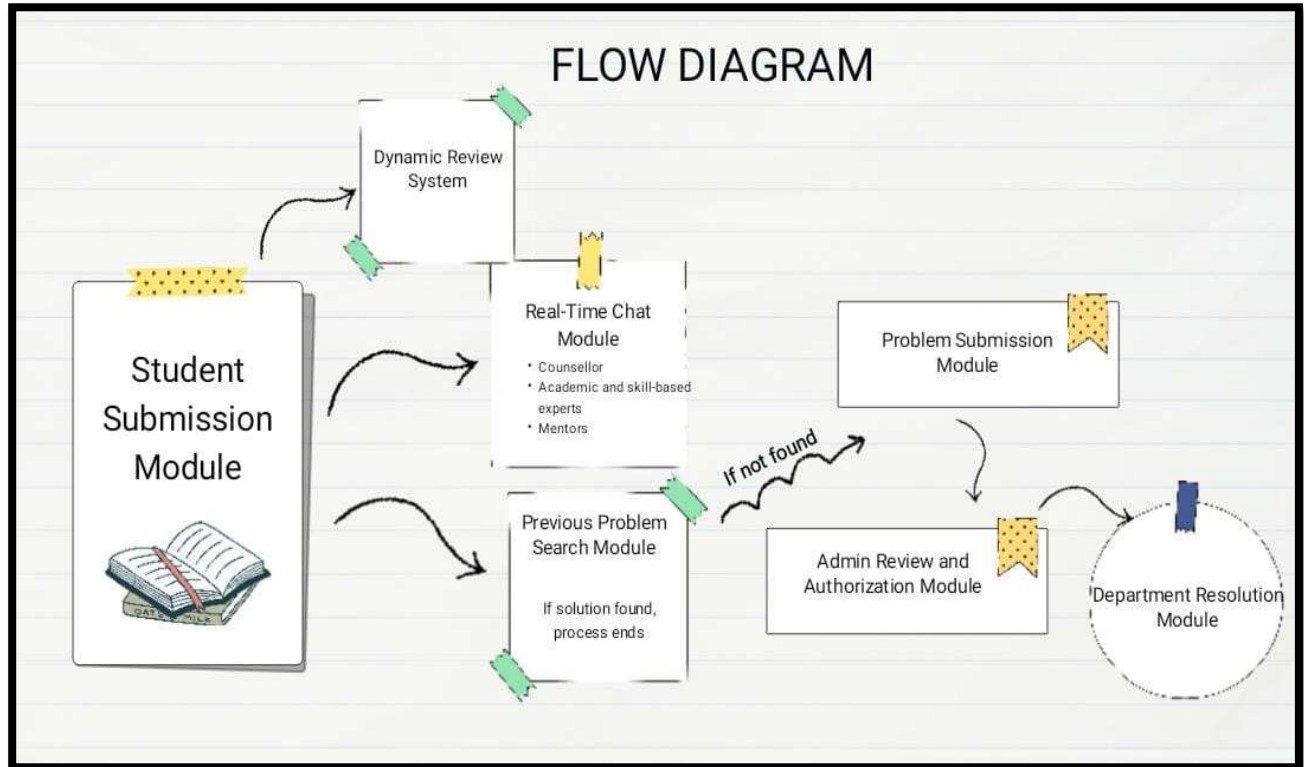 FLOW DIAGRAM
Dynamic Review
System
Student
Submission
Module
OATS MILK
Real-Time Chat
Module
• Counsellor
• Academic and skill-based
experts
• Mentors
Previous Problem
Search Module
If solution found,
process ends
If not found
Problem Submission
Module
Admin Review and
Authorization Module
Department Resolution
Module